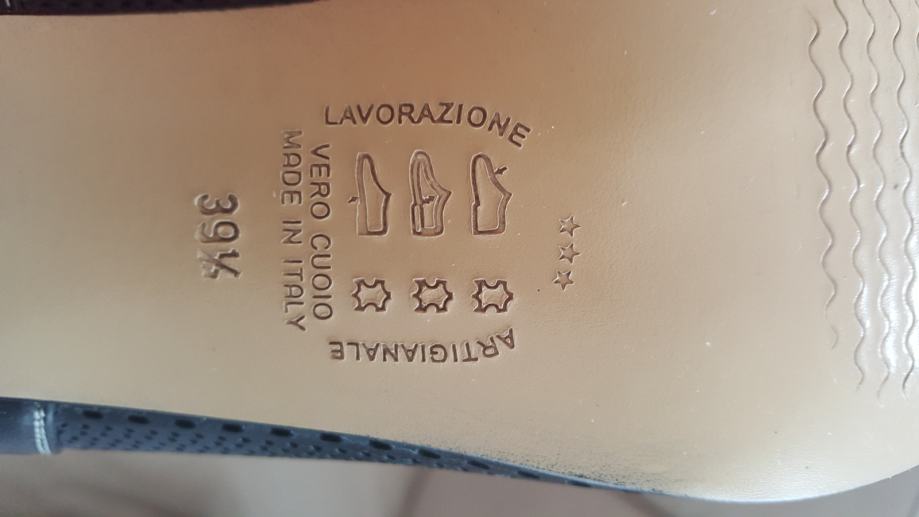 LAVORAZIONE
ARTIGIANALE
VERO CUOIO
MADE IN ITALY
39½